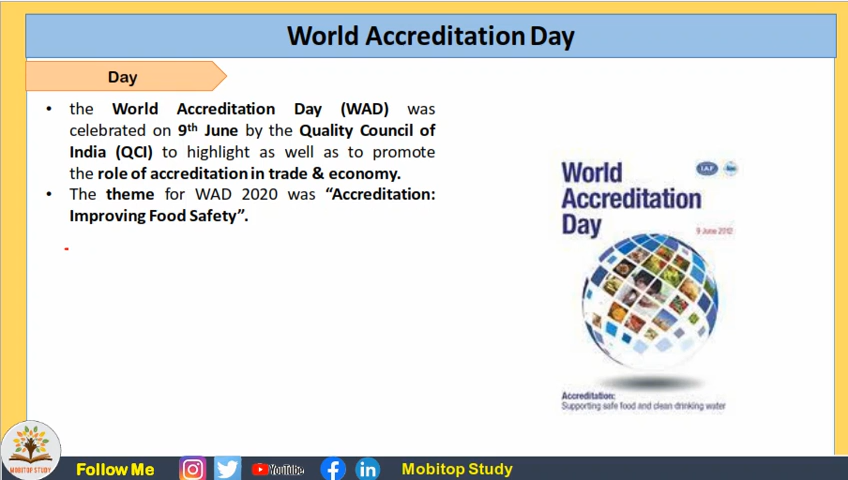 World Accreditation Day
Day
• the World Accreditation Day (WAD) was
celebrated on 9th June by the Quality Council of
India (QCI) to highlight as well as to promote
the role of accreditation in trade & economy.
• The theme for WAD 2020 was “Accreditation:
Improving Food Safety”.
World
Accreditation
Day
IAF
9 June 2012
Accreditation:
Supporting safe food and clean drinking water
MOBITOP STUDY
Follow Me
YouTube
Mobitop Study